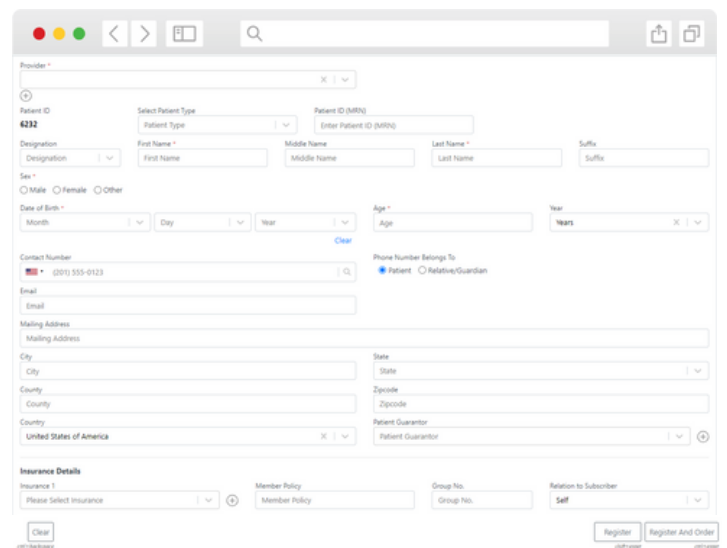 Provider *
Patient ID Select Patient Type Patient ID (MRN)
6232 Patient Type Enter Patient ID (MRN)
Designation First Name * Middle Name Last Name * Suffix
Designation First Name Middle Name Last Name Suffix
Sex *
Male Female Other
Date of Birth * Age * Year
Month Day Year Age Years
Clear
Contact Number Phone Number Belongs To
(201) 555-0123 Patient Relative/Guardian
Email
Email
Mailing Address
Mailing Address
City State
City State
County Zipcode
County Zipcode
Country Patient Guarantor
United States of America Patient Guarantor
Insurance Details
Insurance 1 Member Policy Group No. Relation to Subscriber
Please Select Insurance Member Policy Group No. Self
Clear Register Register And Order